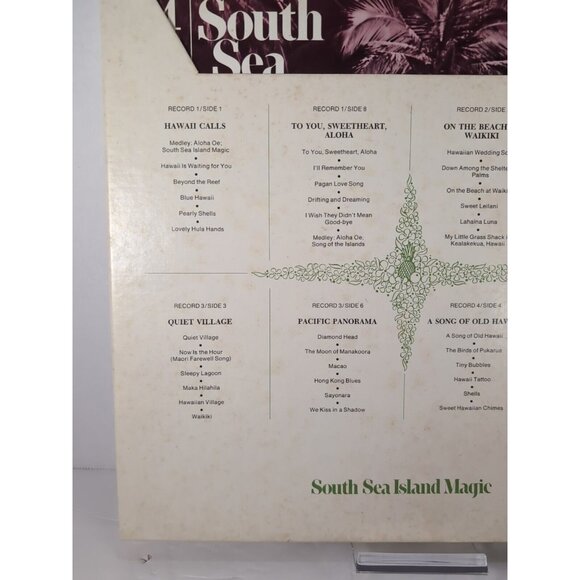 South
Sea
RECORD 1/SIDE 1
HAWAII CALLS
Medley: Aloha Oe;
South Sea Island Magic
Hawaii Is Waiting for You
Beyond the Reef
Blue Hawaii
Pearly Shells
Lovely Hula Hands
RECORD 1/SIDE 8
TO YOU, SWEETHEART,
ALOHA
To You, Sweetheart, Aloha
I'll Remember You
Pagan Love Song
Drifting and Dreaming
I Wish They Didn't Mean
Good-bye
Medley: Aloha Oe,
Song of the Islands
RECORD 2/SIDE
ON THE BEACH
WAIKIKI
Hawaiian Wedding So
Down Among the Shelte
Palms
On the Beach at Waiki
Sweet Leilani
Lahaina Luna
My Little Grass Shack
Kealakekua, Hawaii
RECORD 3/SIDE 3
QUIET VILLAGE
Quiet Village
Now Is the Hour
(Maori Farewell Song)
Sleepy Lagoon
Maka Hilahila
Hawaiian Village
Waikiki
RECORD 3/SIDE 6
PACIFIC PANORAMA
Diamond Head
The Moon of Manakoora
Macao
Hong Kong Blues
Sayonara
We Kiss in a Shadow
RECORD 4/SIDE 4
A SONG OF OLD HAW
A Song of Old Hawaii
The Birds of Pukarua
Tiny Bubbles
Hawaii Tattoo
Shells
Sweet Hawaiian Chimes
South Sea Island Magic